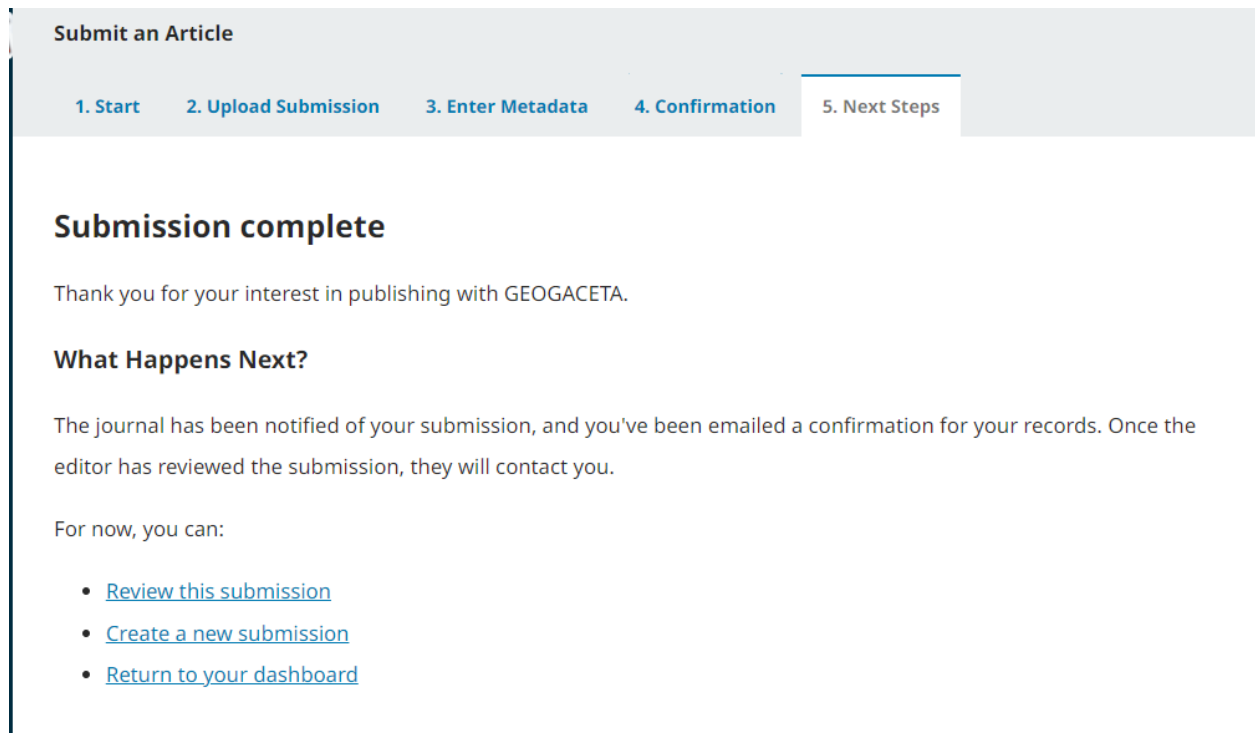 Submit an Article
1. Start 2. Upload Submission 3. Enter Metadata 4. Confirmation 5. Next Steps
Submission complete
Thank you for your interest in publishing with GEOGACETA.
What Happens Next?
The journal has been notified of your submission, and you've been emailed a confirmation for your records. Once the
editor has reviewed the submission, they will contact you.
For now, you can:
• Review this submission
• Create a new submission
• Return to your dashboard